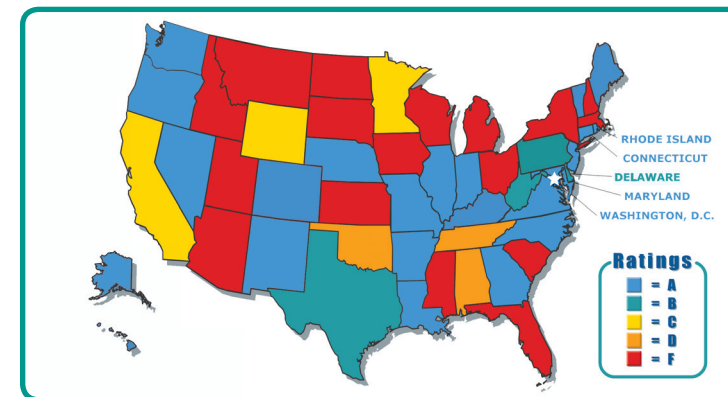 RHODE ISLAND
CONNECTICUT
DELAWARE
MARYLAND
WASHINGTON, D.C.
Ratings
= A
= B
= C
= D
= F